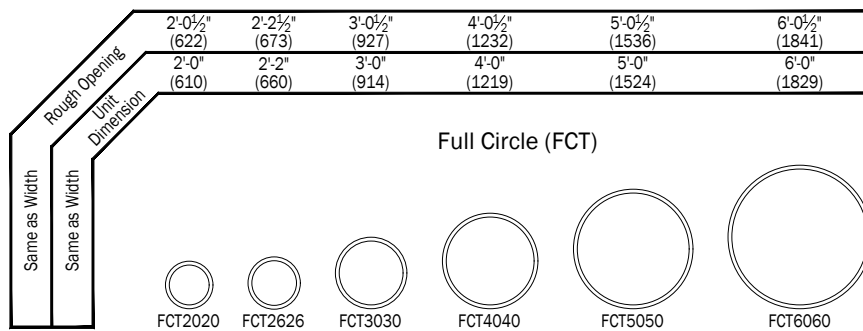 2'-0½" 2'-2½" 3'-0½" 4'-0½" 5'-0½" 6'-0½"
(622) (673) (927) (1232) (1536) (1841)
Rough Opening
2'-0" 2'-2" 3'-0" 4'-0" 5'-0" 6'-0"
(610) (660) (914) (1219) (1524) (1829)
Unit
Dimension
Full Circle (FCT)
Same as Width
Same as Width
FCT2020 FCT2626 FCT3030 FCT4040 FCT5050 FCT6060